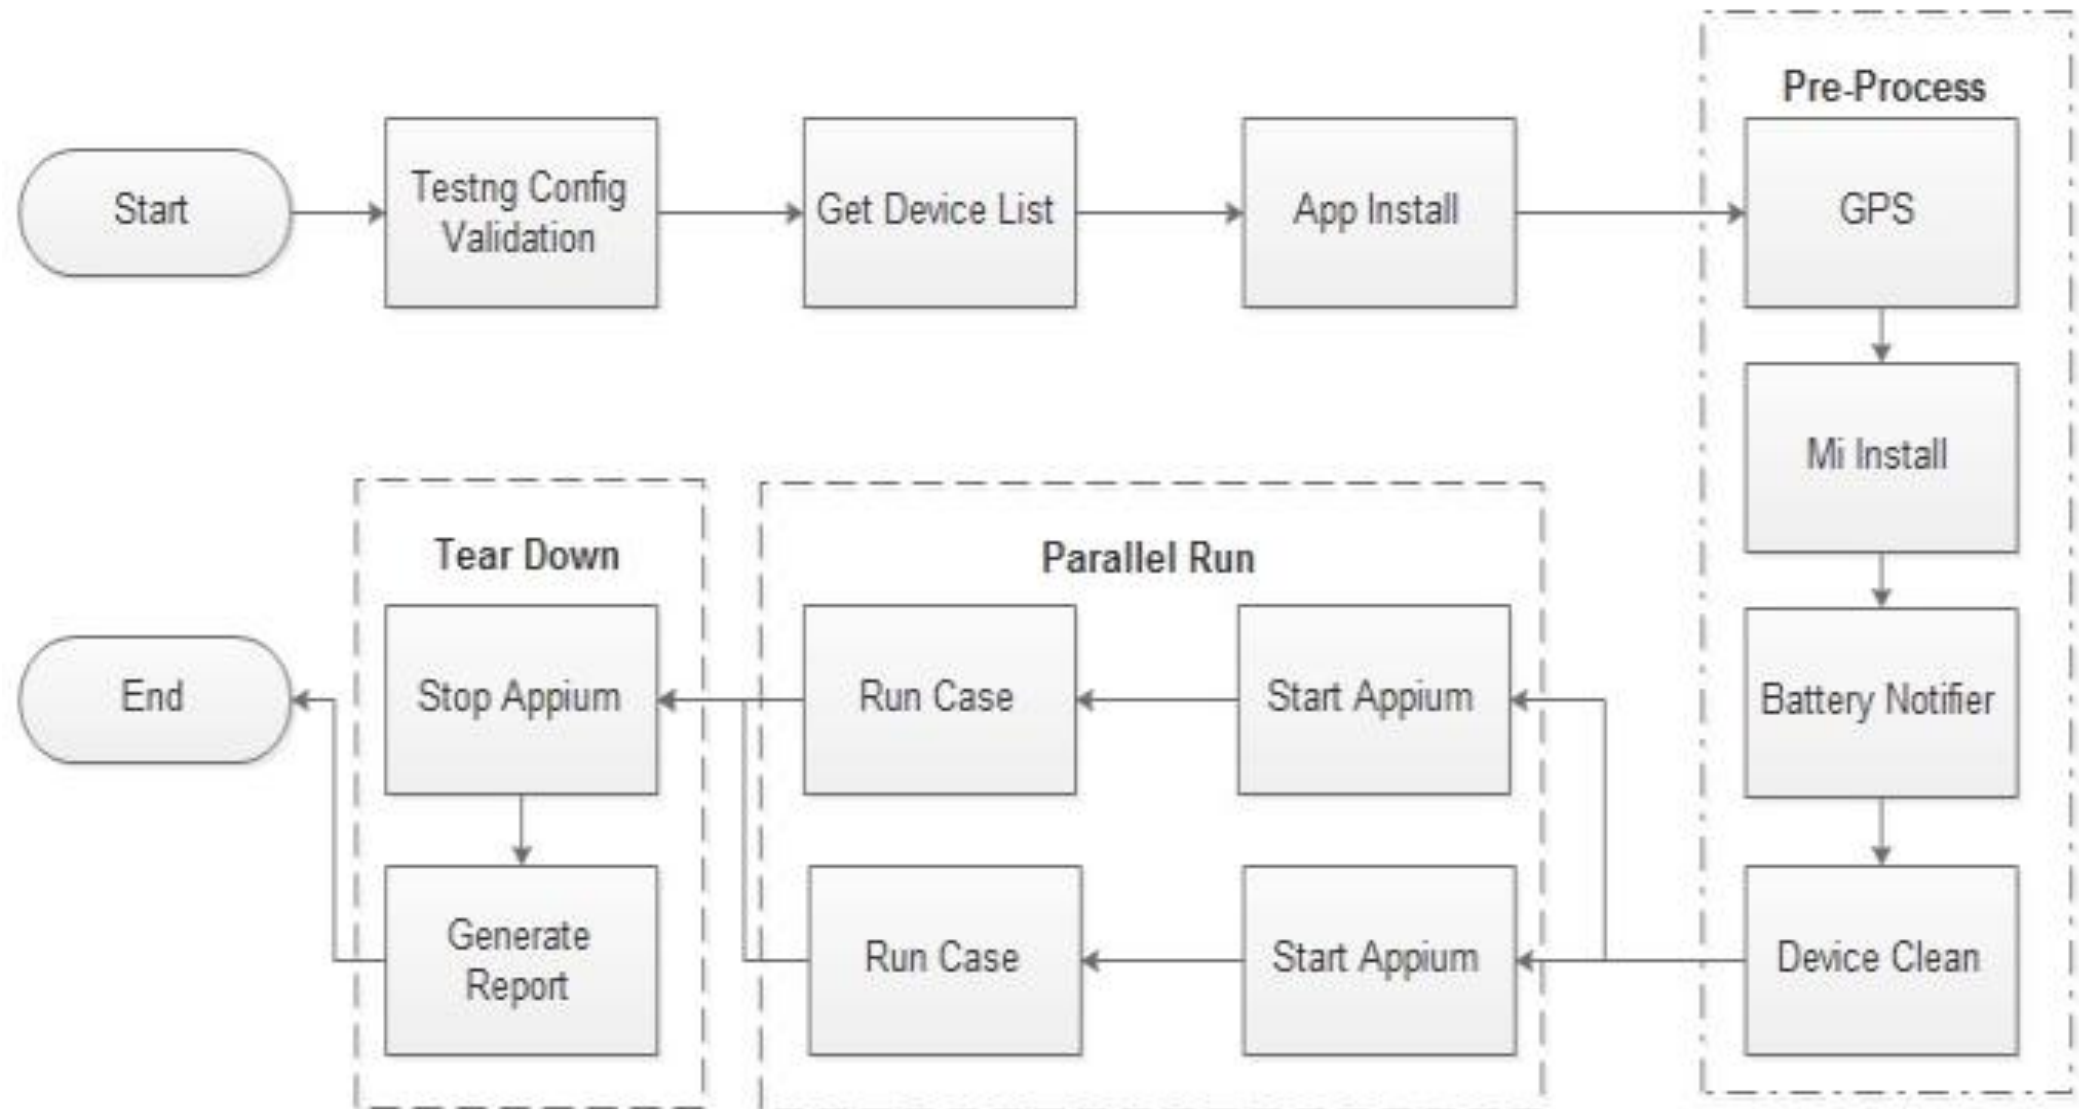 Start
Testng Config
Validation
Get Device List
App Install
Pre-Process
GPS
Mi Install
Battery Notifier
Device Clean
Parallel Run
Start Appium
Run Case
Start Appium
Run Case
Tear Down
Stop Appium
Generate
Report
End